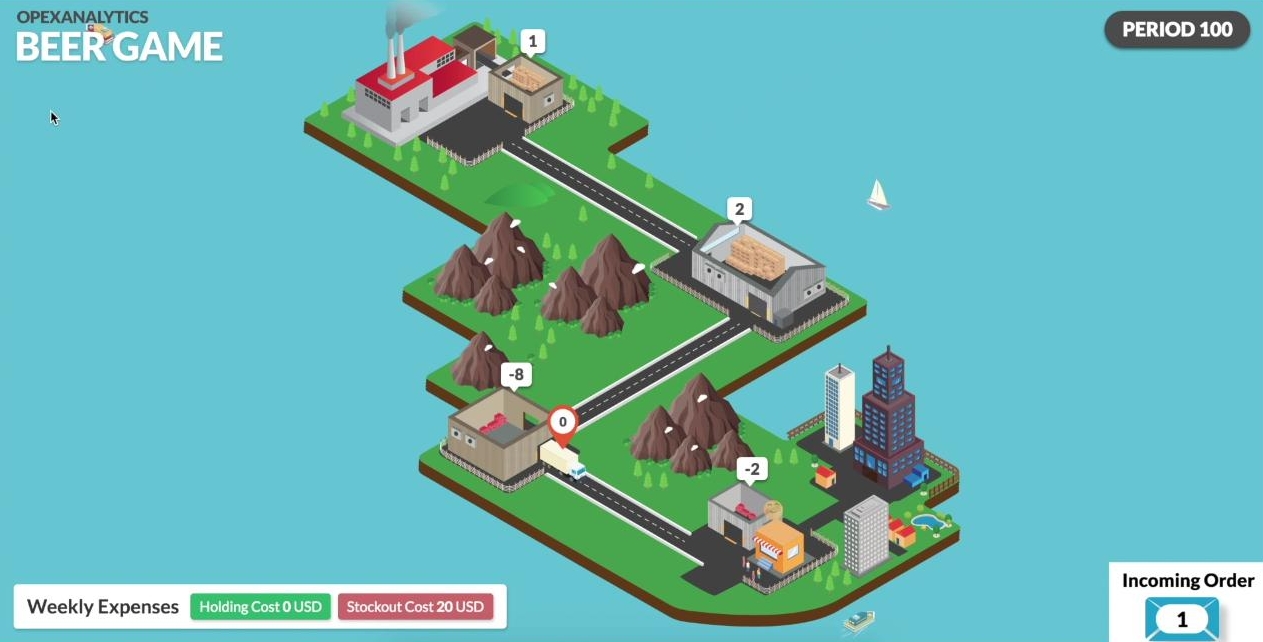 OPEXANALYTICS
BEER GAME
PERIOD 100
1
2
-8
0
-2
Weekly Expenses Holding Cost 0 USD Stockout Cost 20 USD
Incoming Order
1